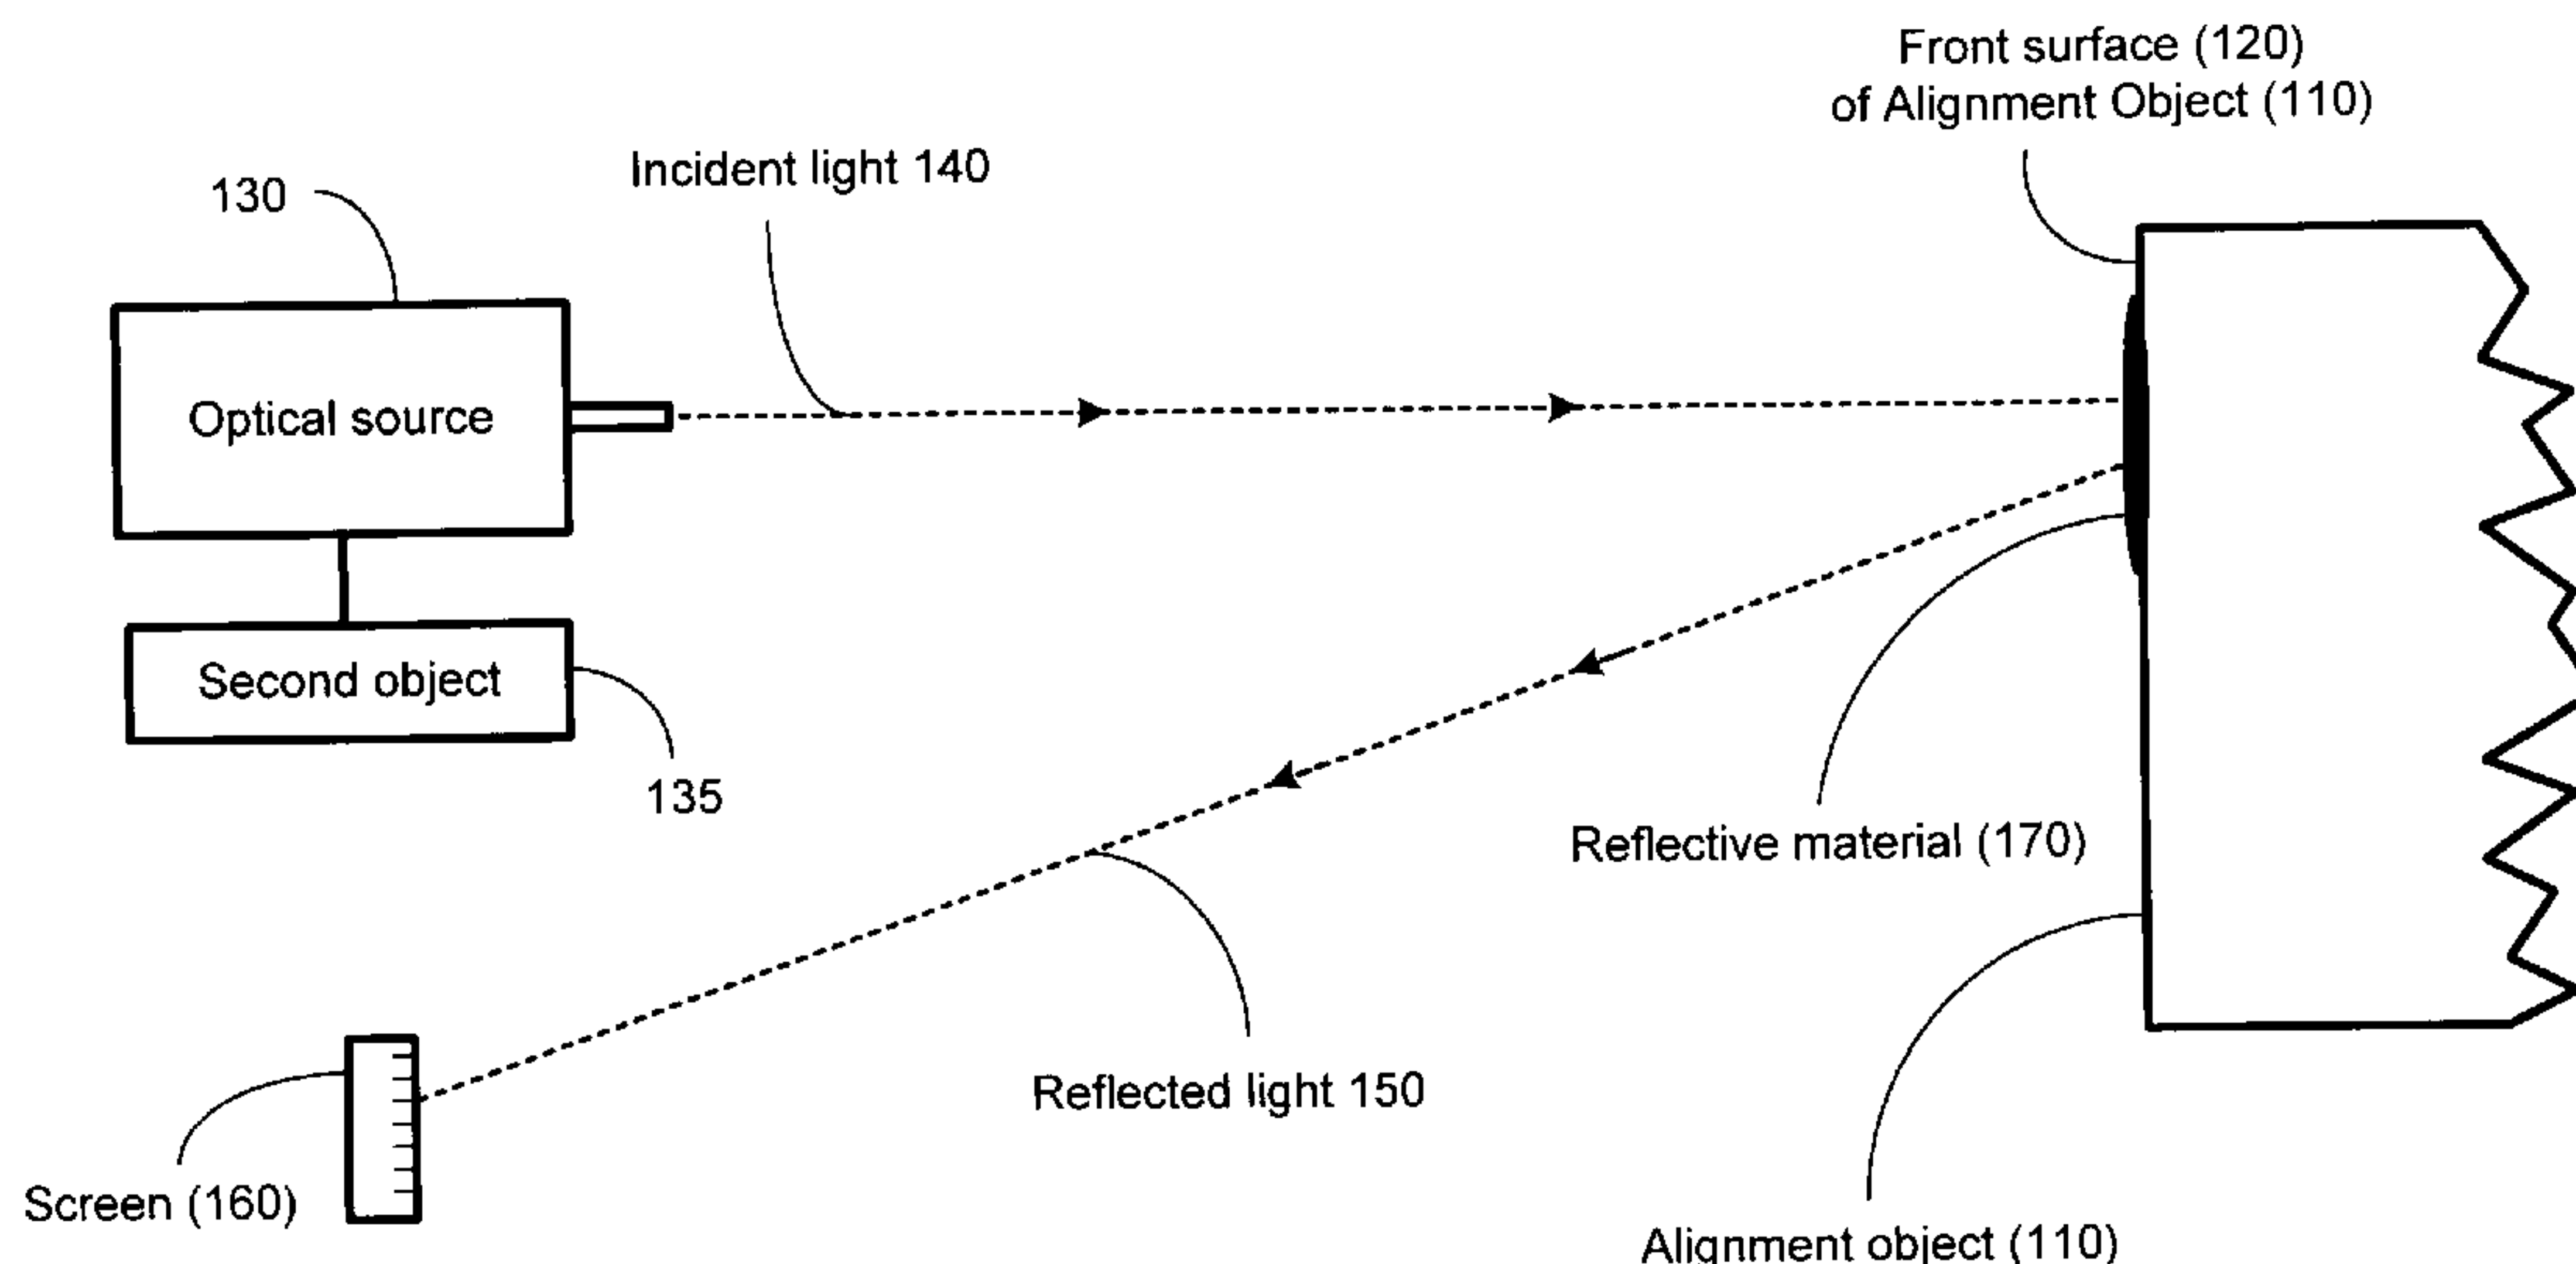 Front surface (120)
of Alignment Object (110)
Incident light 140
130
Optical source
Second object
135
Reflective material (170)
Reflected light 150
Screen (160)
Alignment object (110)